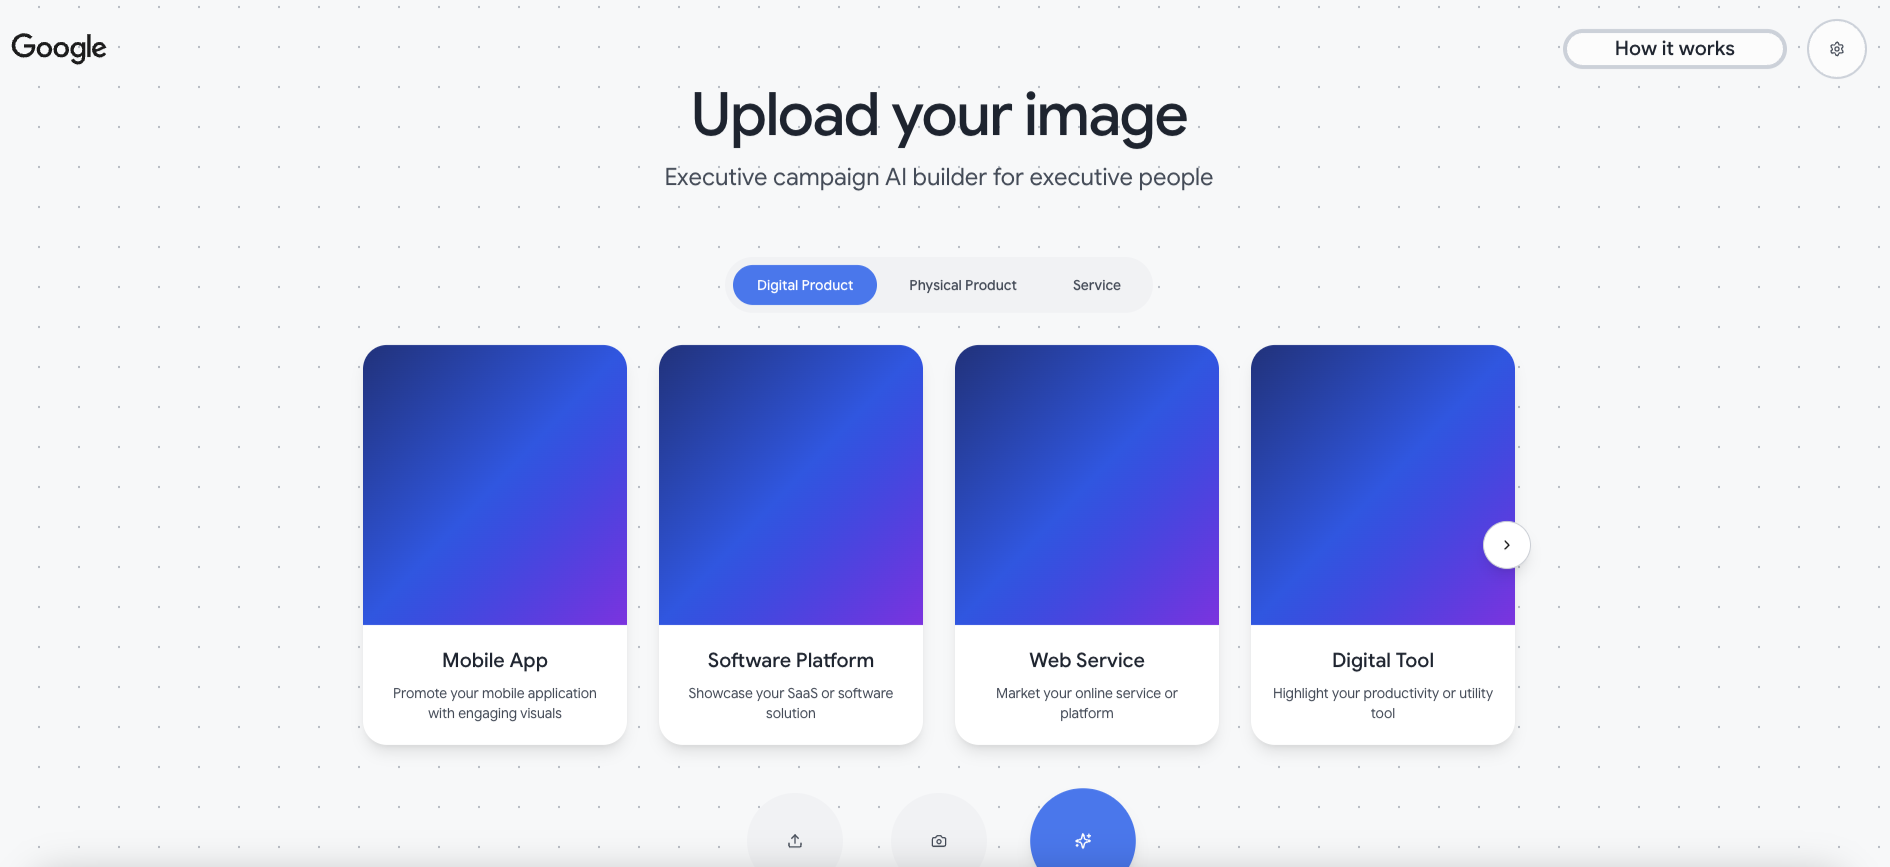 Google
How it works
Upload your image
Executive campaign AI builder for executive people
Digital Product
Physical Product
Service
Mobile App
Promote your mobile application
with engaging visuals
Software Platform
Showcase your SaaS or software
solution
Web Service
Market your online service or
platform
Digital Tool
Highlight your productivity or utility
tool